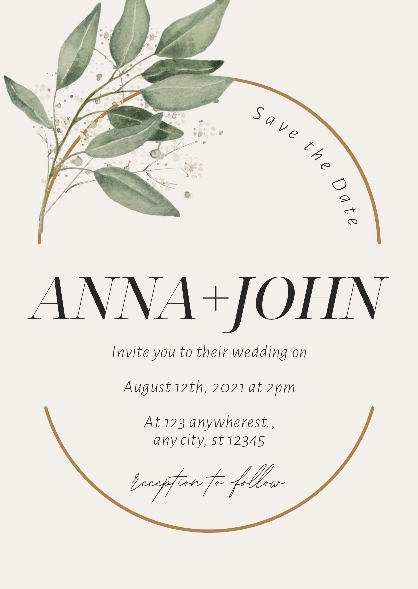 Save the Date
ANNA+JOHN
Invite you to their wedding on
August 12th, 2021 at 2pm
At 123 anywherest.,
any city, st 12345
Reception to follow